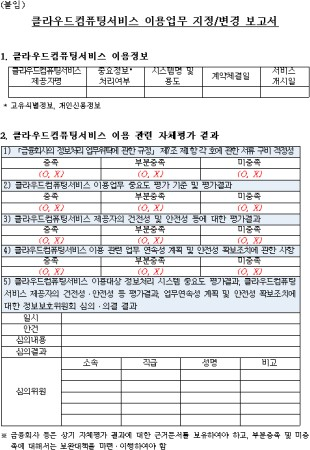 (붙임)
클라우드컴퓨팅서비스 이용업무 지정/변경 보고서
1. 클라우드컴퓨팅서비스 이용정보
클라우드컴퓨팅서비스 제공자명 중요정보* 처리여부 시스템명 및 용도 계약체결일 서비스 개시일
* 고유식별정보, 개인신용정보
2. 클라우드컴퓨팅서비스 이용 관련 자체평가 결과
1) 「금융회사의 정보처리 업무위탁에 관한 규정」 제7조 제1항 각 호에 관한 서류 구비 적정성
충족 부분충족 미충족
(O, X) (O, X) (O, X)
2) 클라우드컴퓨팅서비스 이용업무 중요도 평가 기준 및 평가결과
충족 부분충족 미충족
(O, X) (O, X) (O, X)
3) 클라우드컴퓨팅서비스 제공자의 건전성 및 안전성 등에 대한 평가결과
충족 부분충족 미충족
(O, X) (O, X) (O, X)
4) 클라우드컴퓨팅서비스 이용 관련 업무 연속성 계획 및 안전성 확보조치에 관한 사항
충족 부분충족 미충족
(O, X) (O, X) (O, X)
5) 클라우드컴퓨팅서비스 이용대상 정보처리 시스템 중요도 평가결과, 클라우드컴퓨팅
서비스 제공자의 건전성·안전성 등 평가결과, 업무연속성 계획 및 안전성 확보조치에
대한 정보보호위원회 심의·의결 결과
일시
안건
심의내용
심의결과
심의위원 소속 직급 성명 비고
※ 금융회사 등은 상기 자체평가 결과에 대한 근거문서를 보유하여야 하고, 부분충족 및 미충
족에 대해서는 보완대책을 마련·이행하여야 함